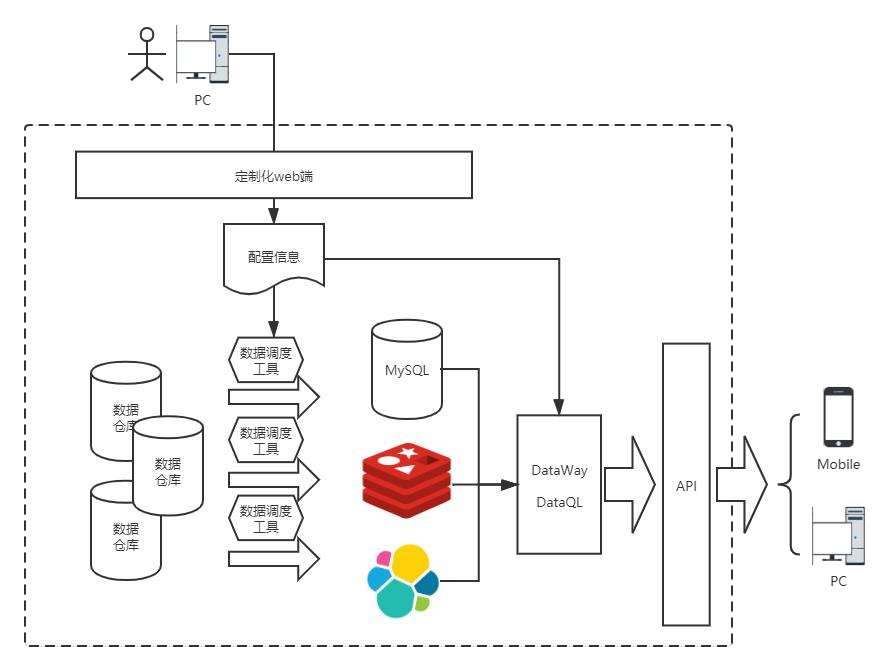 PC
定制化web端
配置信息
数据调度
工具
MySQL
数据
仓库
数据调度
工具
数据
仓库
数据调度
工具
数据
仓库
DataWay
DataQL
API
Mobile
PC